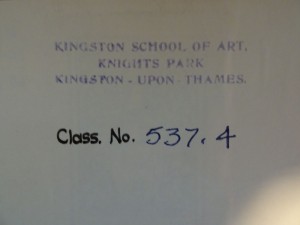 KINGSTON SCHOOL OF ART,
KNIGHTS PARK
KINGSTON - UPON - THAMES.
Class. No. 537.4